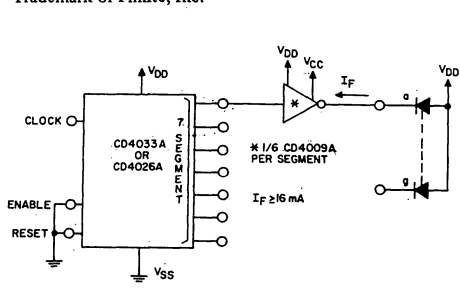 Trademark of Pinlite, Inc.
VDD
VDD
VCC
IF
VDD
a
CLOCK
CD4033A
OR
CD4026A
7
SEGMENT
*
* 1/6 CD4009A
PER SEGMENT
IF ≥ 16 mA
g
ENABLE
RESET
VSS